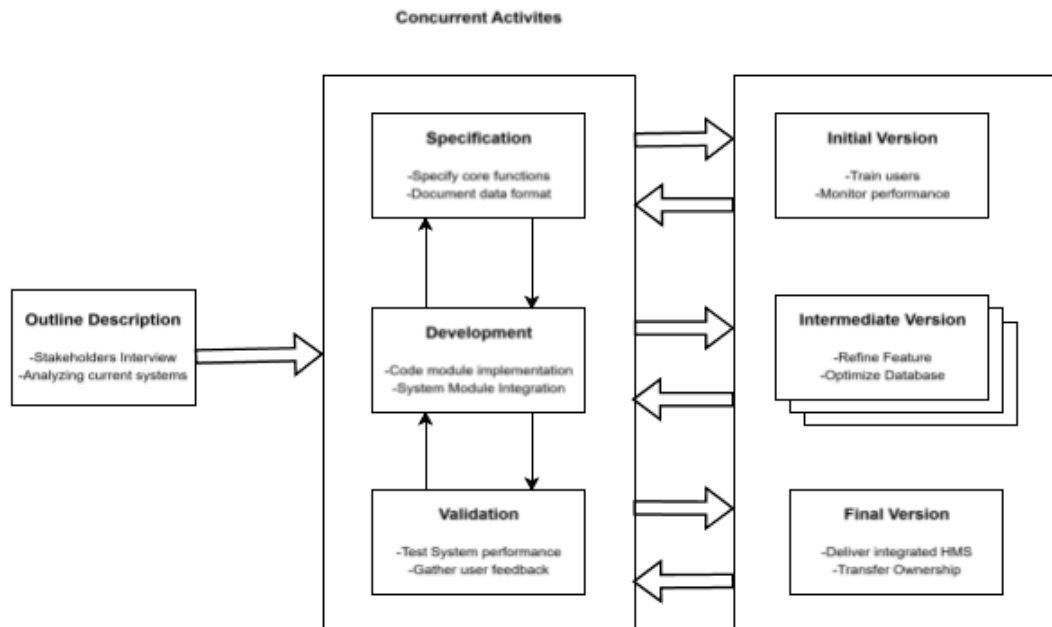 Concurrent Activites
Outline Description
-Stakeholders Interview
-Analyzing current systems
Specification
-Specify core functions
-Document data format
Development
-Code module implementation
-System Module Integration
Validation
-Test System performance
-Gather user feedback
Initial Version
-Train users
-Monitor performance
Intermediate Version
-Refine Feature
-Optimize Database
Final Version
-Deliver integrated HMS
-Transfer Ownership